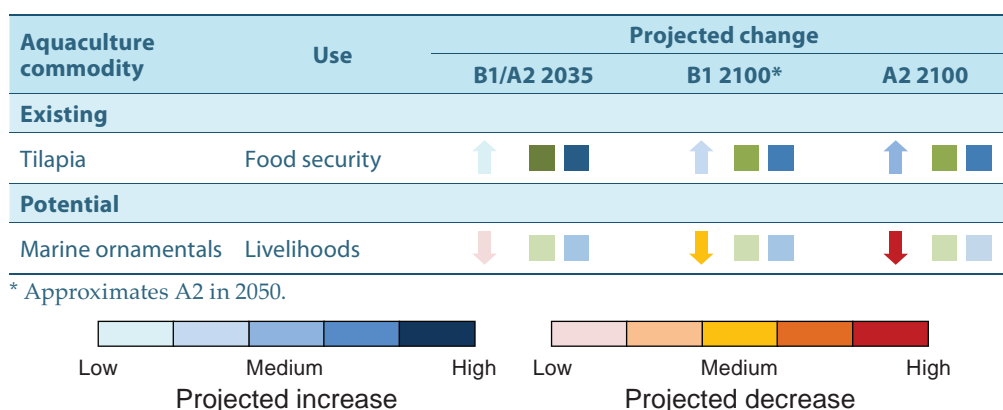 Aquaculture commodity Use Projected change
B1/A2 2035 B1 2100* A2 2100
Existing
Tilapia Food security
Potential
Marine ornamentals Livelihoods
* Approximates A2 in 2050.
Low Medium High Low Medium High
Projected increase Projected decrease